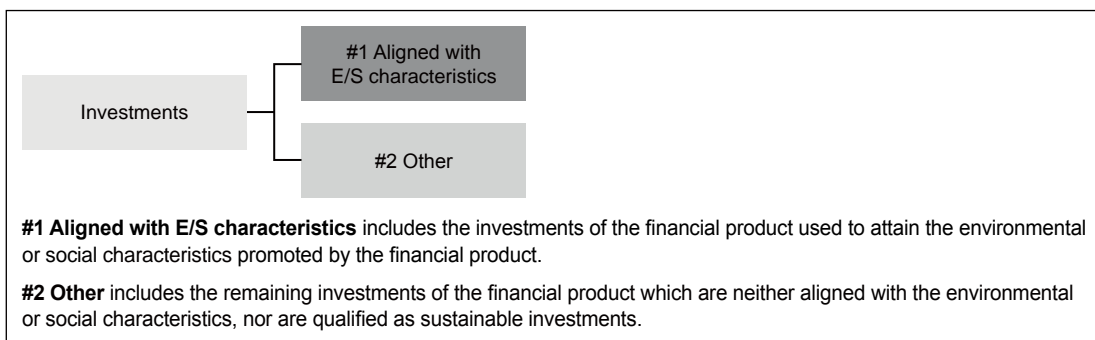 #1 Aligned with
E/S characteristics
Investments
#2 Other
#1 Aligned with E/S characteristics includes the investments of the financial product used to attain the environmental
or social characteristics promoted by the financial product.
#2 Other includes the remaining investments of the financial product which are neither aligned with the environmental
or social characteristics, nor are qualified as sustainable investments.